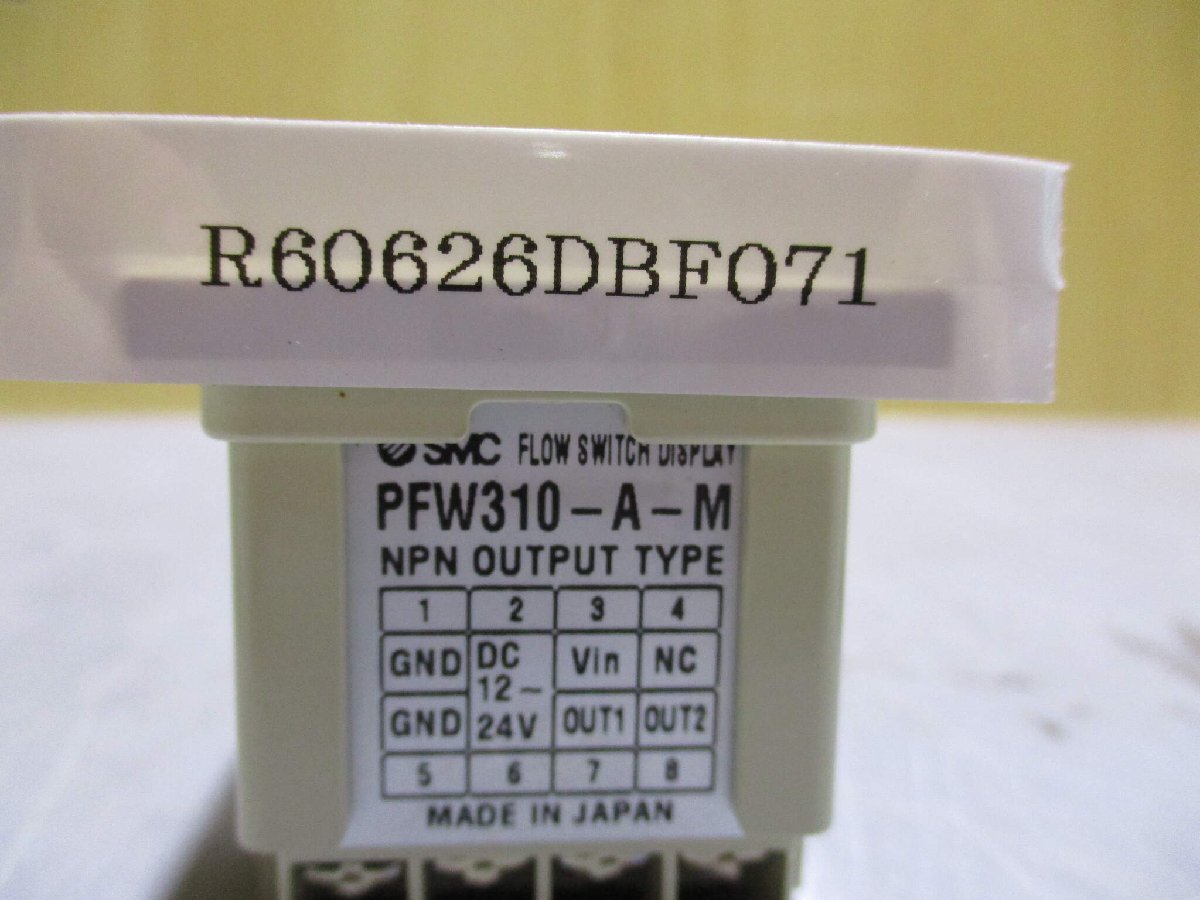 R60626DBF071
SMC FLOW SWITCH DISPLAY
PFW310-A-M
NPN OUTPUT TYPE
1 2 3 4
GND DC 12~24V Vin NC
GND OUT1 OUT2
5 6 7 8
MADE IN JAPAN